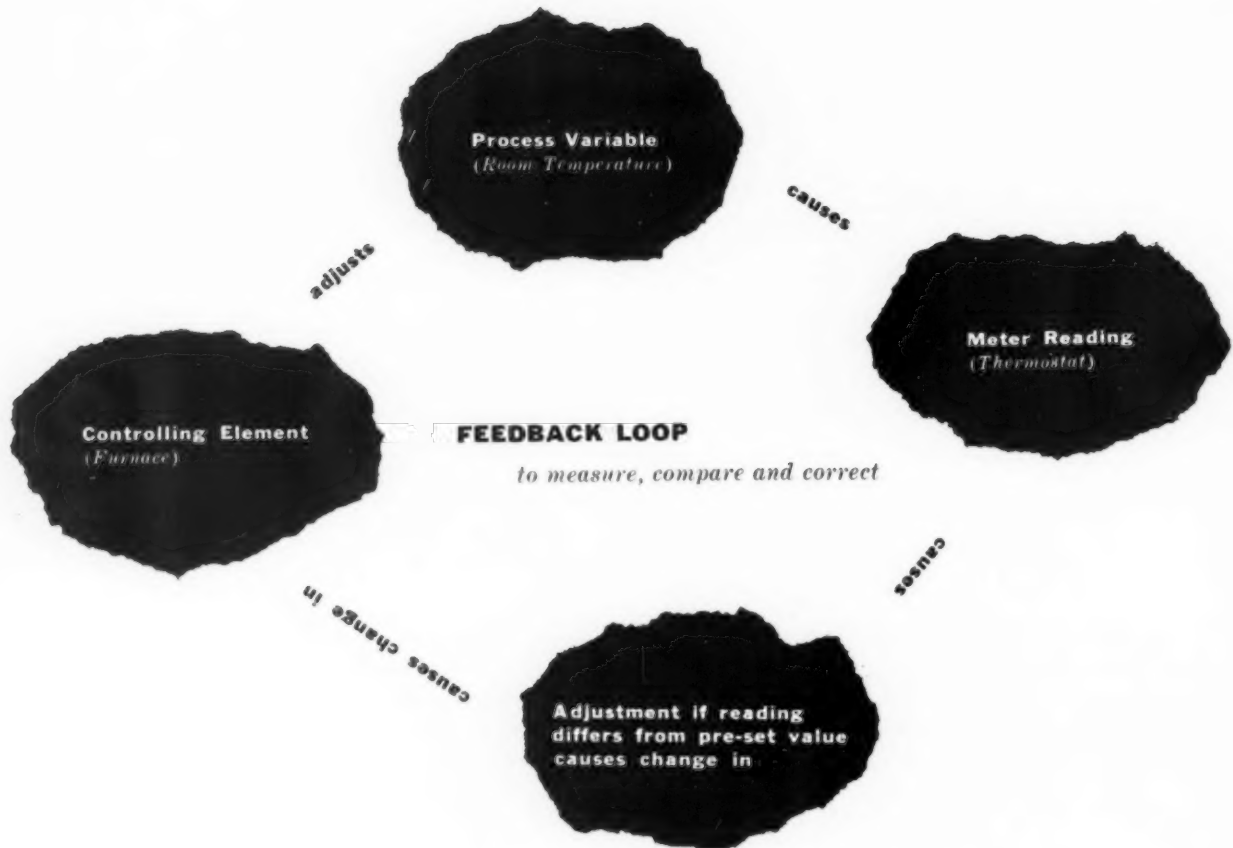 Process Variable
(Room Temperature)
causes
adjusts
Meter Reading
(Thermostat)
Controlling Element
(Furnace)
FEEDBACK LOOP
to measure, compare and correct
causes
causes change in
Adjustment if reading
differs from pre-set value
causes change in